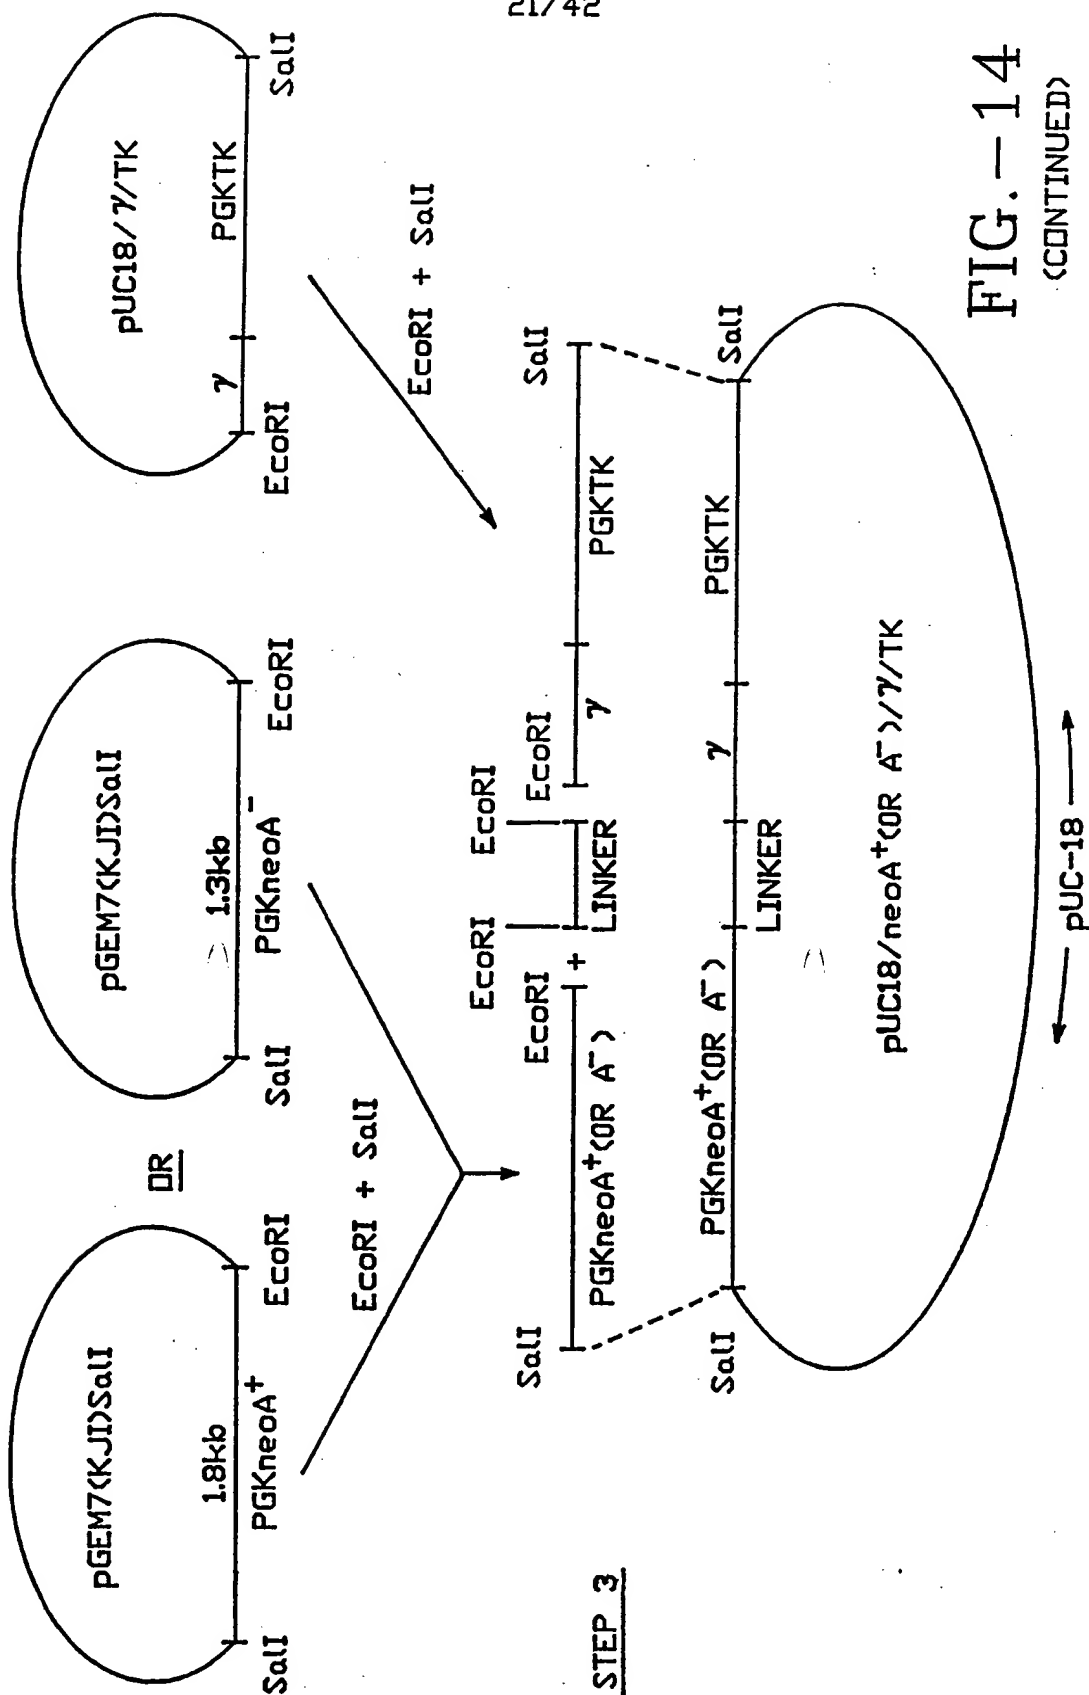 21/42
pGEM7(KJI)SalI
1.8kb
SalI
PGKneoA⁺
EcoRI
OR
pGEM7(KJI)SalI
1.3kb
SalI
PGKneoA⁻
EcoRI
pUC18/γ/TK
γ
PGKTK
EcoRI
SalI
STEP 3
EcoRI + SalI
EcoRI + SalI
SalI
EcoRI
EcoRI
EcoRI
EcoRI
SalI
+
PGKneoA⁺(OR A⁻)
LINKER
γ
PGKTK
SalI
PGKneoA⁺(OR A⁻)
LINKER
γ
PGKTK
SalI
pUC18/neoA⁺(OR A⁻)/γ/TK
pUC-18
FIG.-14
(CONTINUED)